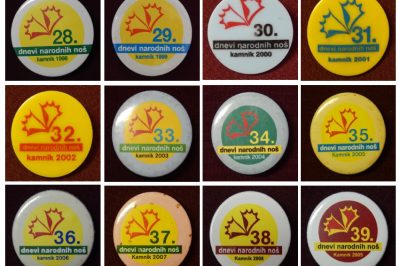 28.
dnevi narodnih noš
kamnik 1998
29.
dnevi narodnih noš
kamnik 1999
30.
dnevi narodnih noš
kamnik 2000
31.
dnevi narodnih noš
kamnik 2001
32.
dnevi narodnih noš
kamnik 2002
33.
dnevi narodnih noš
kamnik 2003
34.
dnevi narodnih noš
kamnik 2004
35.
dnevi narodnih noš
Kamnik 2005
36.
dnevi narodnih noš
kamnik 2006
37.
dnevi narodnih noš
Kamnik 2007
38.
dnevi narodnih noš
Kamnik 2008
39.
dnevi narodnih noš
Kamnik